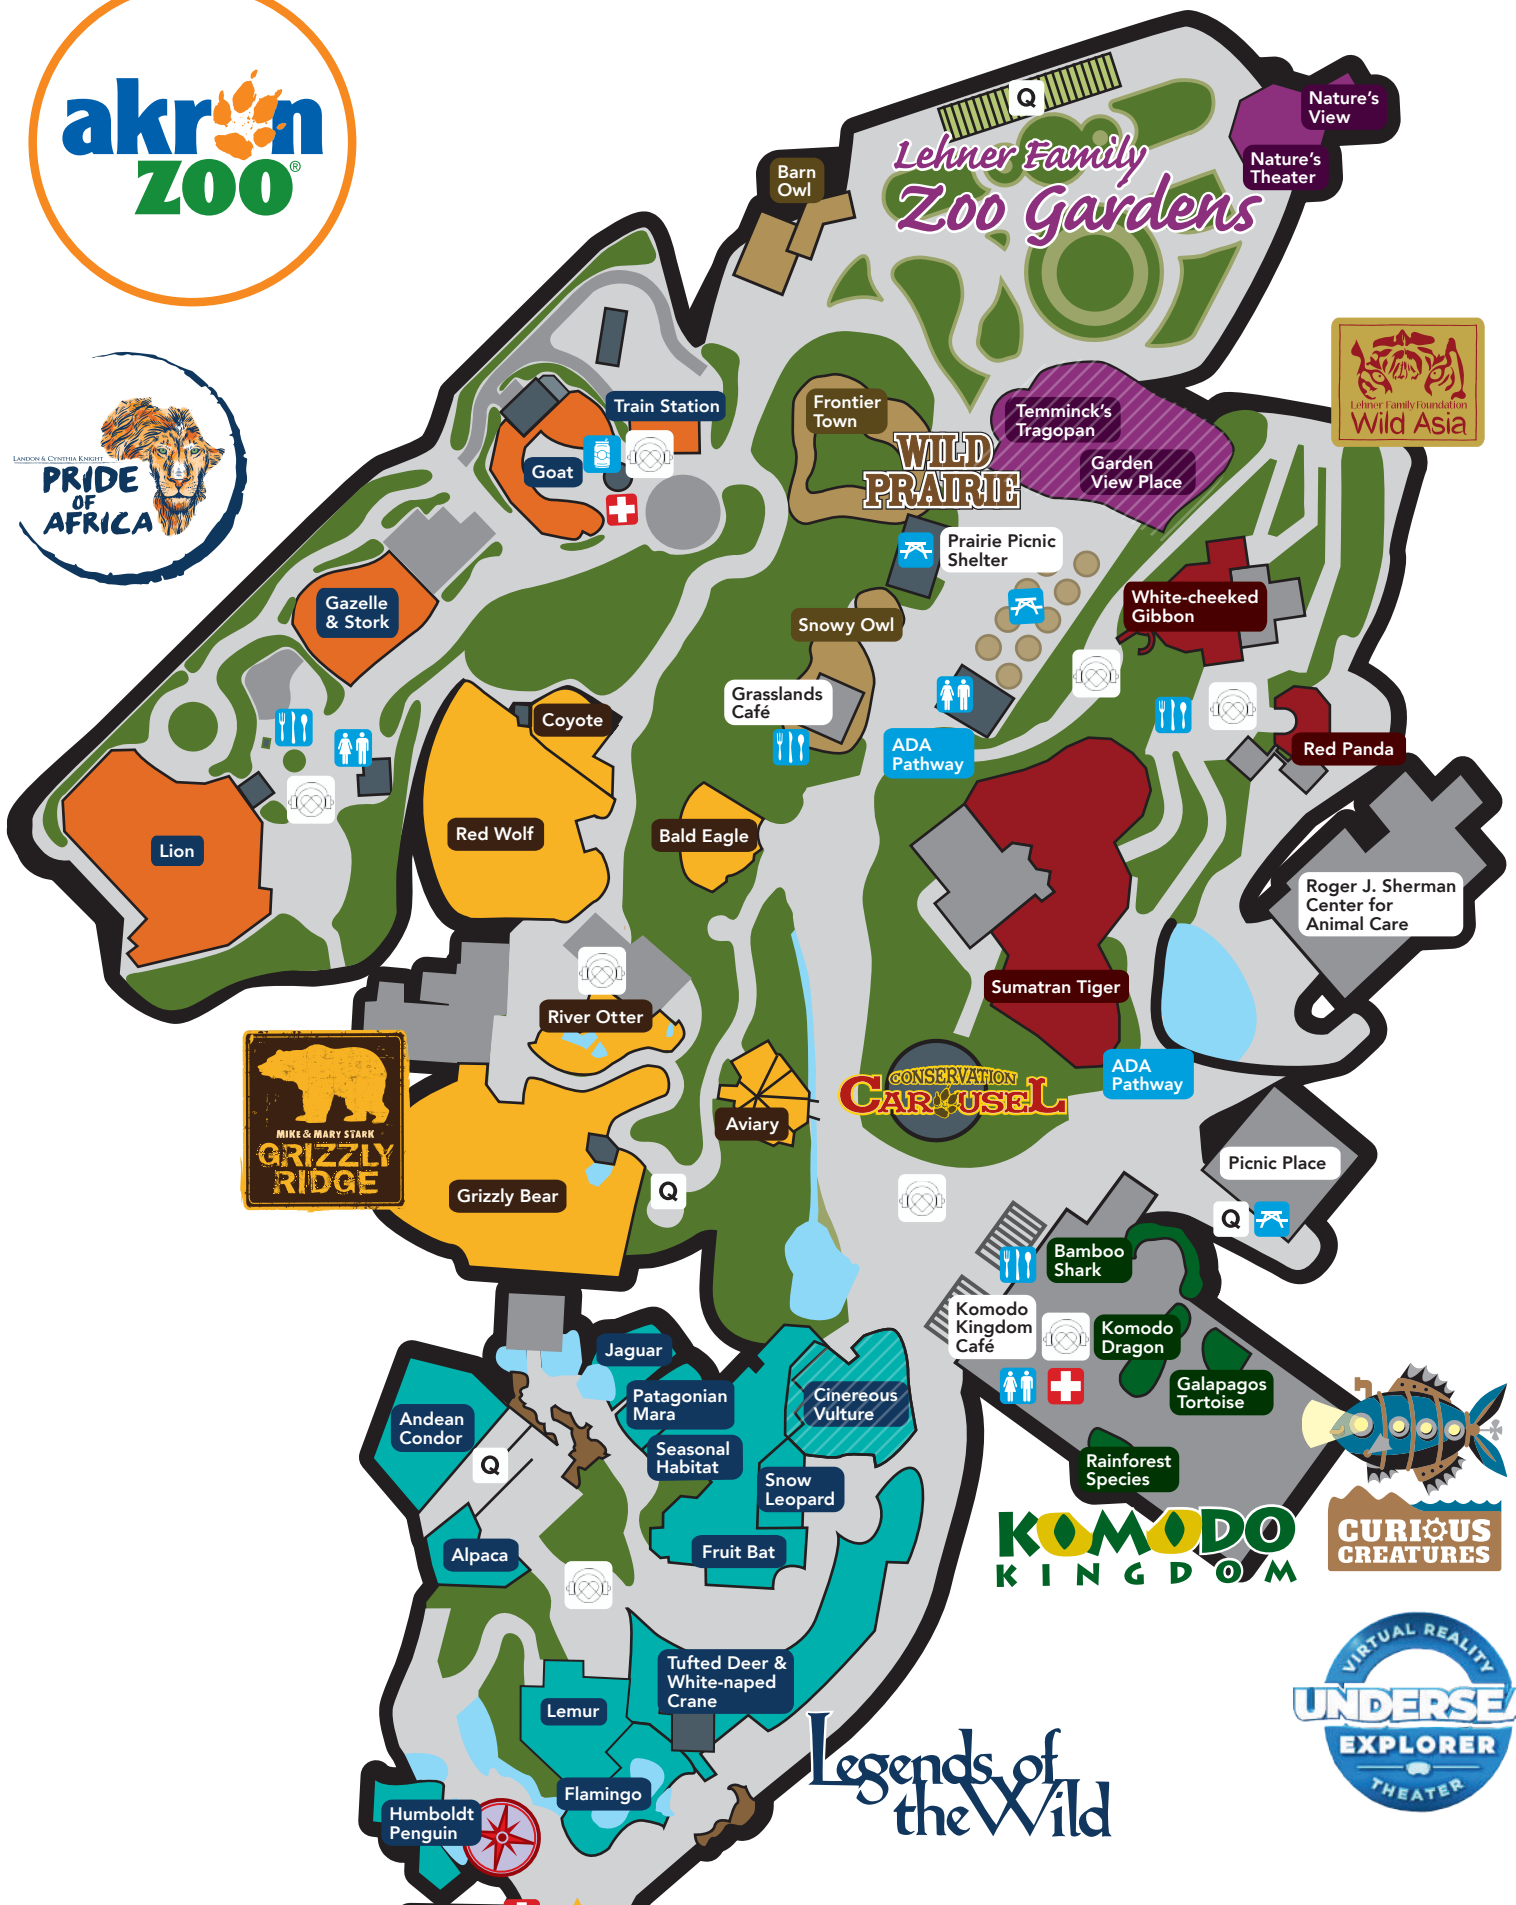 akron
ZOO®
Nature's
View
Nature's
Theater
Q
Lehner Family
Zoo Gardens
Barn
Owl
LANDON & CYNTHIA KNIGHT
PRIDE
OF
AFRICA
Train Station
Goat
Frontier
Town
WILD
PRAIRIE
Temminck's
Tragopan
Garden
View Place
Lehner Family Foundation
Wild Asia
Prairie Picnic
Shelter
Gazelle
& Stork
Snowy Owl
White-cheeked
Gibbon
Grasslands
Café
ADA
Pathway
Red Panda
Coyote
Red Wolf
Bald Eagle
Lion
Roger J. Sherman
Center for
Animal Care
River Otter
Sumatran Tiger
MIKE & MARY STARK
GRIZZLY
RIDGE
Aviary
CONSERVATION
CAROUSEL
ADA
Pathway
Grizzly Bear
Q
Picnic Place
Q
Bamboo
Shark
Komodo
Kingdom
Café
Komodo
Dragon
Galapagos
Tortoise
Rainforest
Species
KOMODO
KINGDOM
CURIOUS
CREATURES
Jaguar
Patagonian
Mara
Cinereous
Vulture
Andean
Condor
Q
Seasonal
Habitat
Snow
Leopard
Fruit Bat
Alpaca
Tufted Deer &
White-naped
Crane
Lemur
Flamingo
Humboldt
Penguin
Legends of
the Wild
VIRTUAL REALITY
UNDERSEA
EXPLORER
THEATER